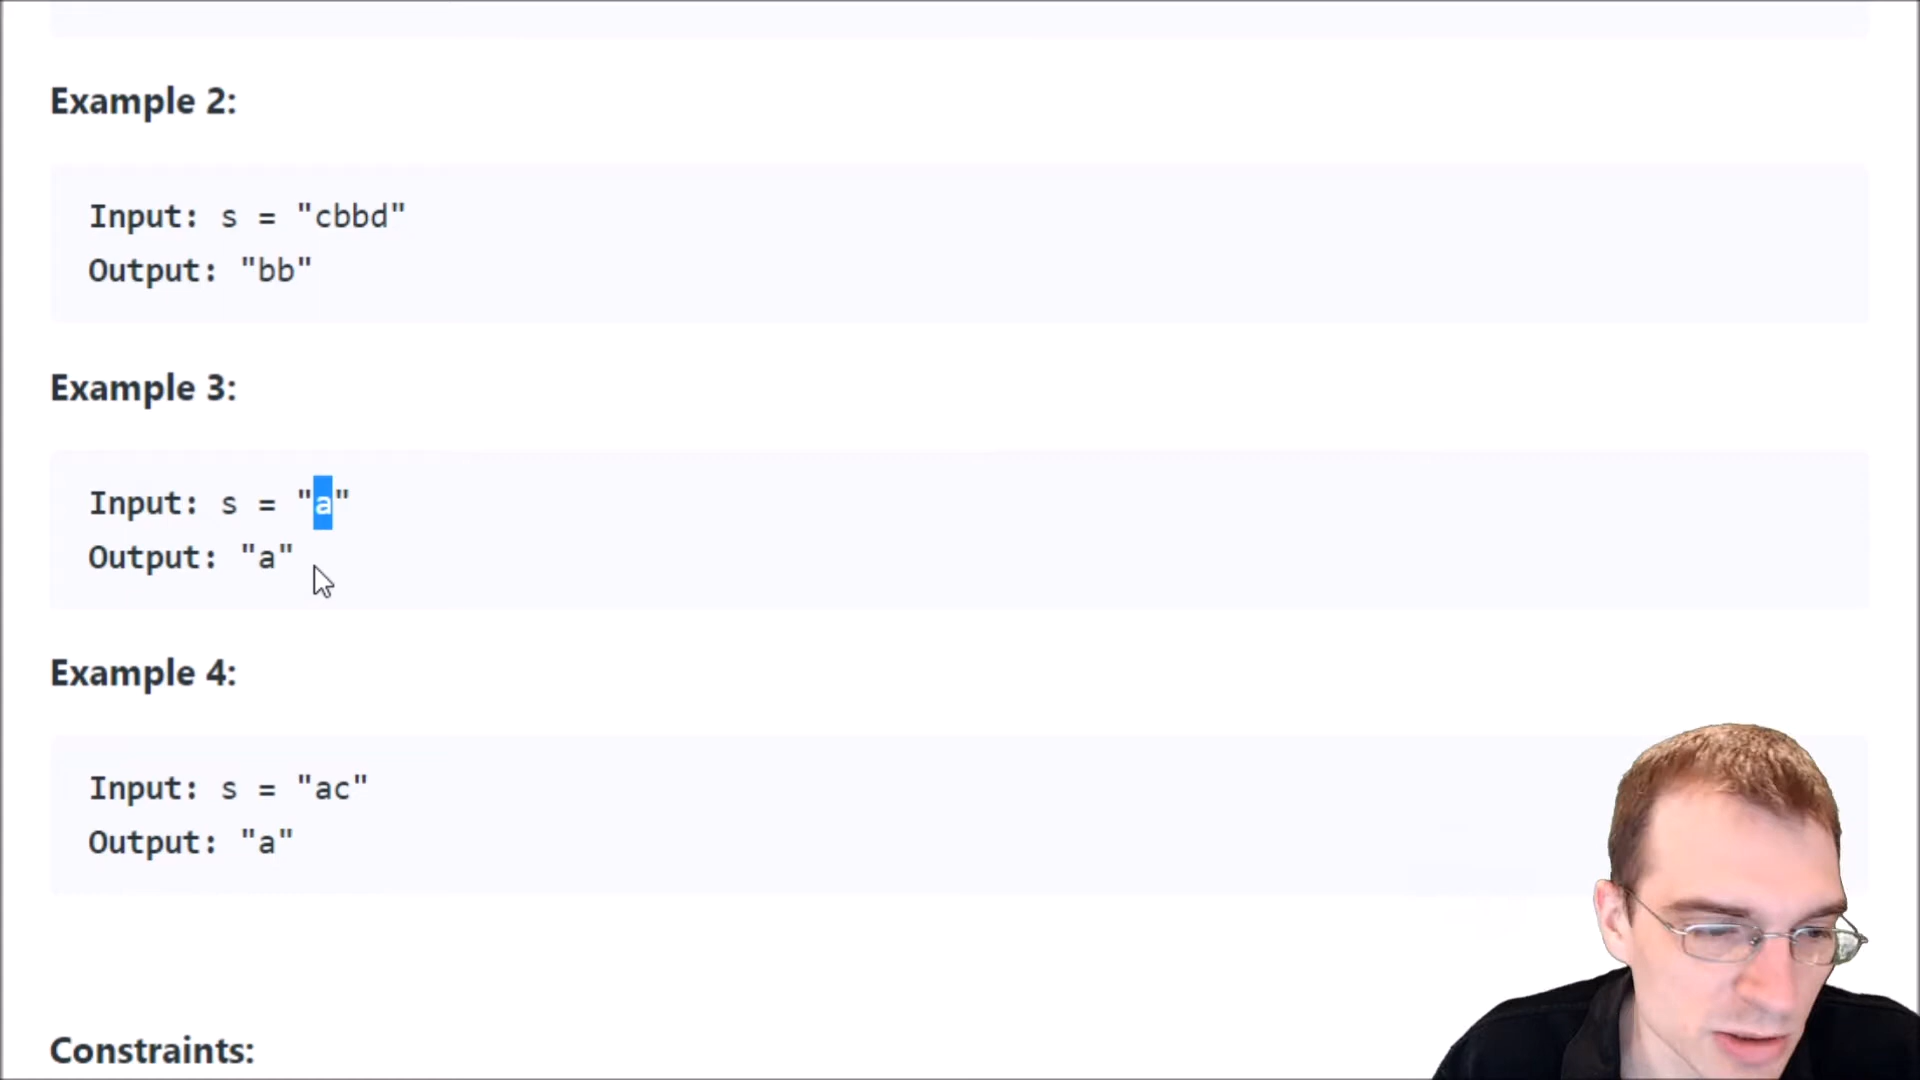 Example 2:
Input: s = "cbbd"
Output: "bb"
Example 3:
Input: s = "a"
Output: "a"
Example 4:
Input: s = "ac"
Output: "a"
Constraints: